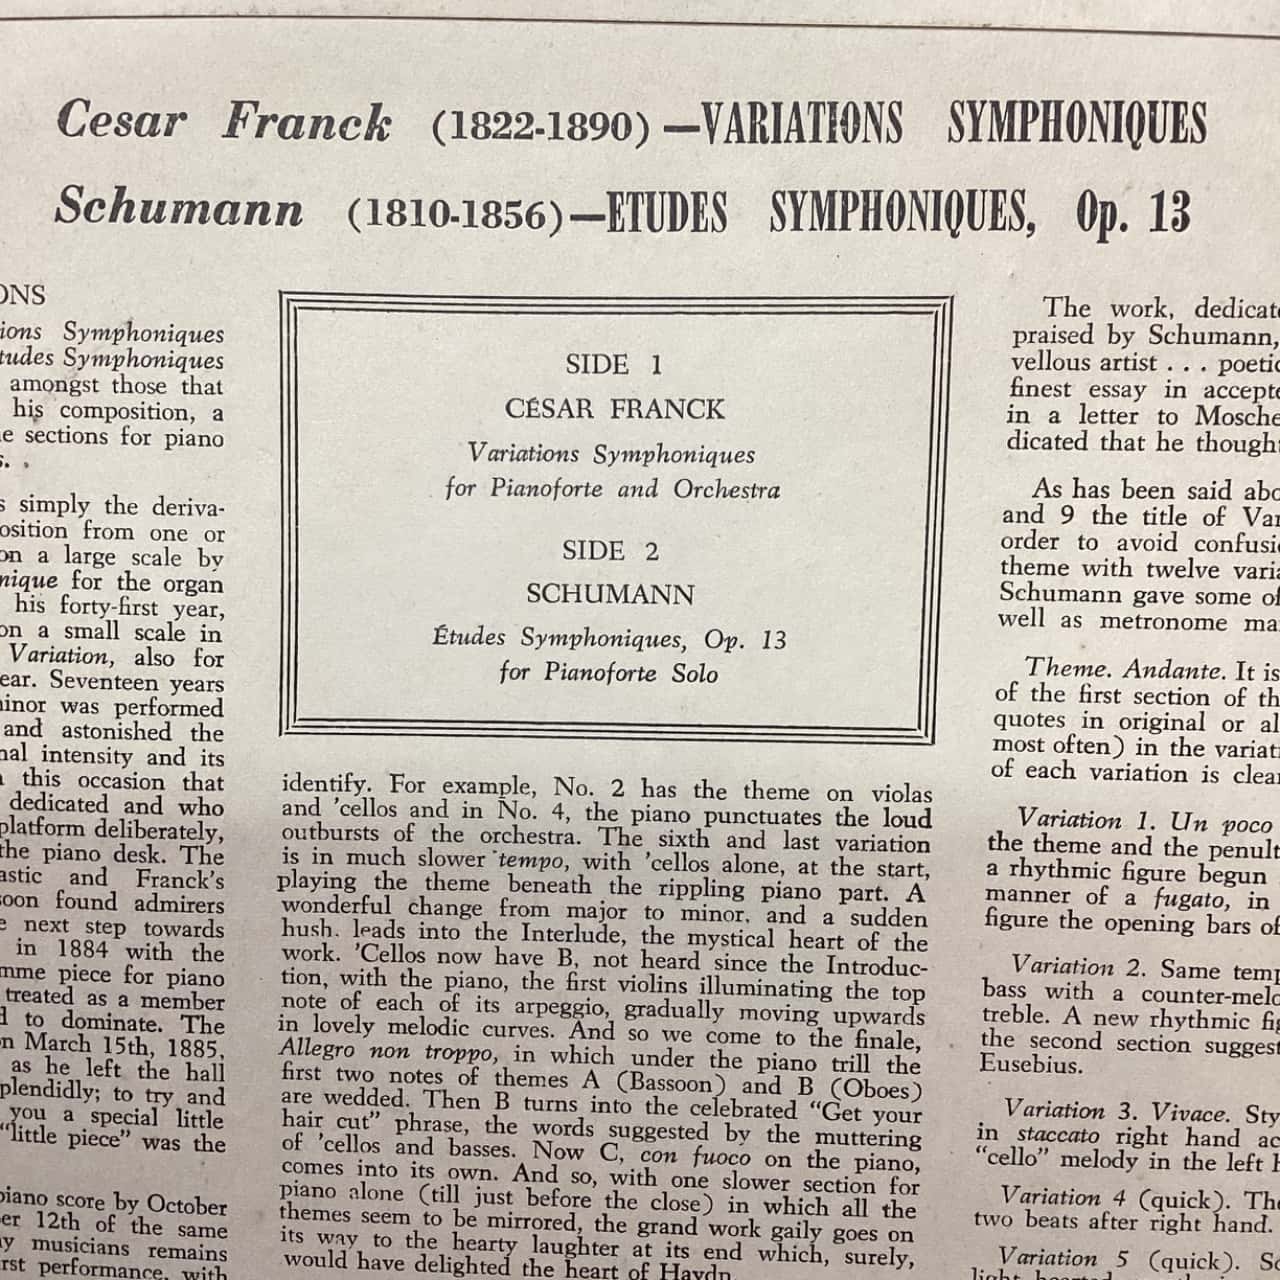 Cesar Franck (1822-1890)—VARIATIONS SYMPHONIQUES
Schumann (1810-1856)—ETUDES SYMPHONIQUES, Op. 13
Symphoniques
Symphoniques
amongst those that
his composition, a
sections for piano
simply the deriva-
from one or
on a large scale by
for the organ
his forty-first year,
on a small scale in
Variation, also for
Seventeen years
was performed
and astonished the
intensity and its
this occasion that
dedicated and who
platform deliberately,
the piano desk. The
and Franck's
found admirers
next step towards
in 1884 with the
piece for piano
treated as a member
to dominate. The
March 15th, 1885,
as he left the hall
to try and
you a special little
"little piece" was the
piano score by October
12th of the same
musicians remains
performance, with
SIDE 1
CÉSAR FRANCK
Variations Symphoniques
for Pianoforte and Orchestra
SIDE 2
SCHUMANN
Études Symphoniques, Op. 13
for Pianoforte Solo
identify. For example, No. 2 has the theme on violas
and 'cellos and in No. 4, the piano punctuates the loud
outbursts of the orchestra. The sixth and last variation
is in much slower tempo, with 'cellos alone, at the start,
playing the theme beneath the rippling piano part. A
wonderful change from major to minor, and a sudden
hush, leads into the Interlude, the mystical heart of the
work. 'Cellos now have B, not heard since the Introduc-
tion, with the piano, the first violins illuminating the top
note of each of its arpeggio, gradually moving upwards
in lovely melodic curves. And so we come to the finale,
Allegro non troppo, in which under the piano trill the
first two notes of themes A (Bassoon) and B (Oboes)
are wedded. Then B turns into the celebrated "Get your
hair cut" phrase, the words suggested by the muttering
of 'cellos and basses. Now C, con fuoco on the piano,
comes into its own. And so, with one slower section for
piano alone (till just before the close) in which all the
themes seem to be mirrored, the grand work gaily goes on
its way to the hearty laughter at its end which, surely,
would have delighted the heart of Haydn.
The work,
praised by Schumann,
vellous artist . . .
finest essay in
in a letter to
dicated that he
As has been said
and 9 the title of
order to avoid
theme with twelve
Schumann gave some of
well as metronome
Theme. Andante. It is
of the first section of
quotes in original or
most often) in the
of each variation is
Variation 1. Un poco
the theme and the
a rhythmic figure begun
manner of a fugato, in
figure the opening bars of
Variation 2. Same
bass with a
treble. A new rhythmic
the second section
Eusebius.
Variation 3. Vivace.
in staccato right hand
"cello" melody in the left
Variation 4 (quick).
two beats after right hand.
Variation 5 (quick).